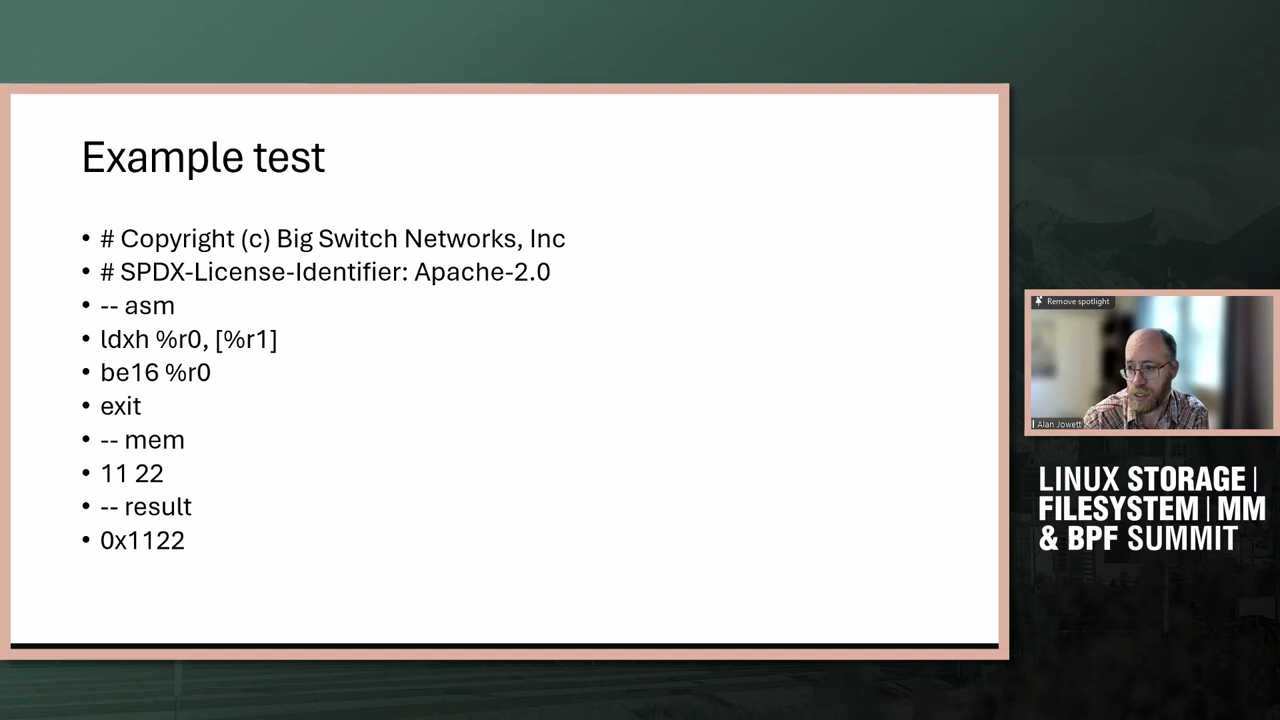 Example test
• # Copyright (c) Big Switch Networks, Inc
• # SPDX-License-Identifier: Apache-2.0
• -- asm
• ldxh %r0, [%r1]
• be16 %r0
• exit
• -- mem
• 11 22
• -- result
• 0x1122
Remove spotlight
Alan Jowett
LINUX STORAGE |
FILESYSTEM | MM
& BPF SUMMIT